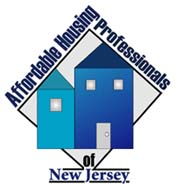 Affordable Housing
Professionals
of
New Jersey